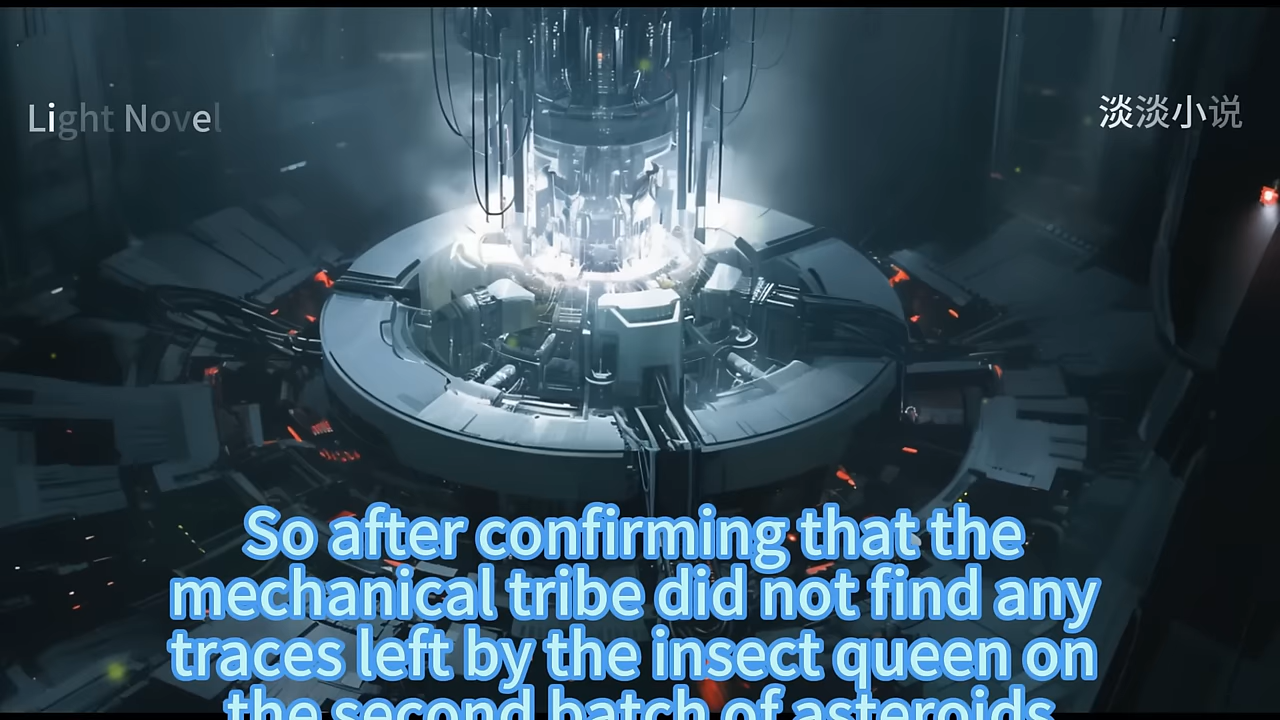 Light Novel
淡淡小说
So after confirming that the
mechanical tribe did not find any
traces left by the insect queen on
the second batch of asteroids